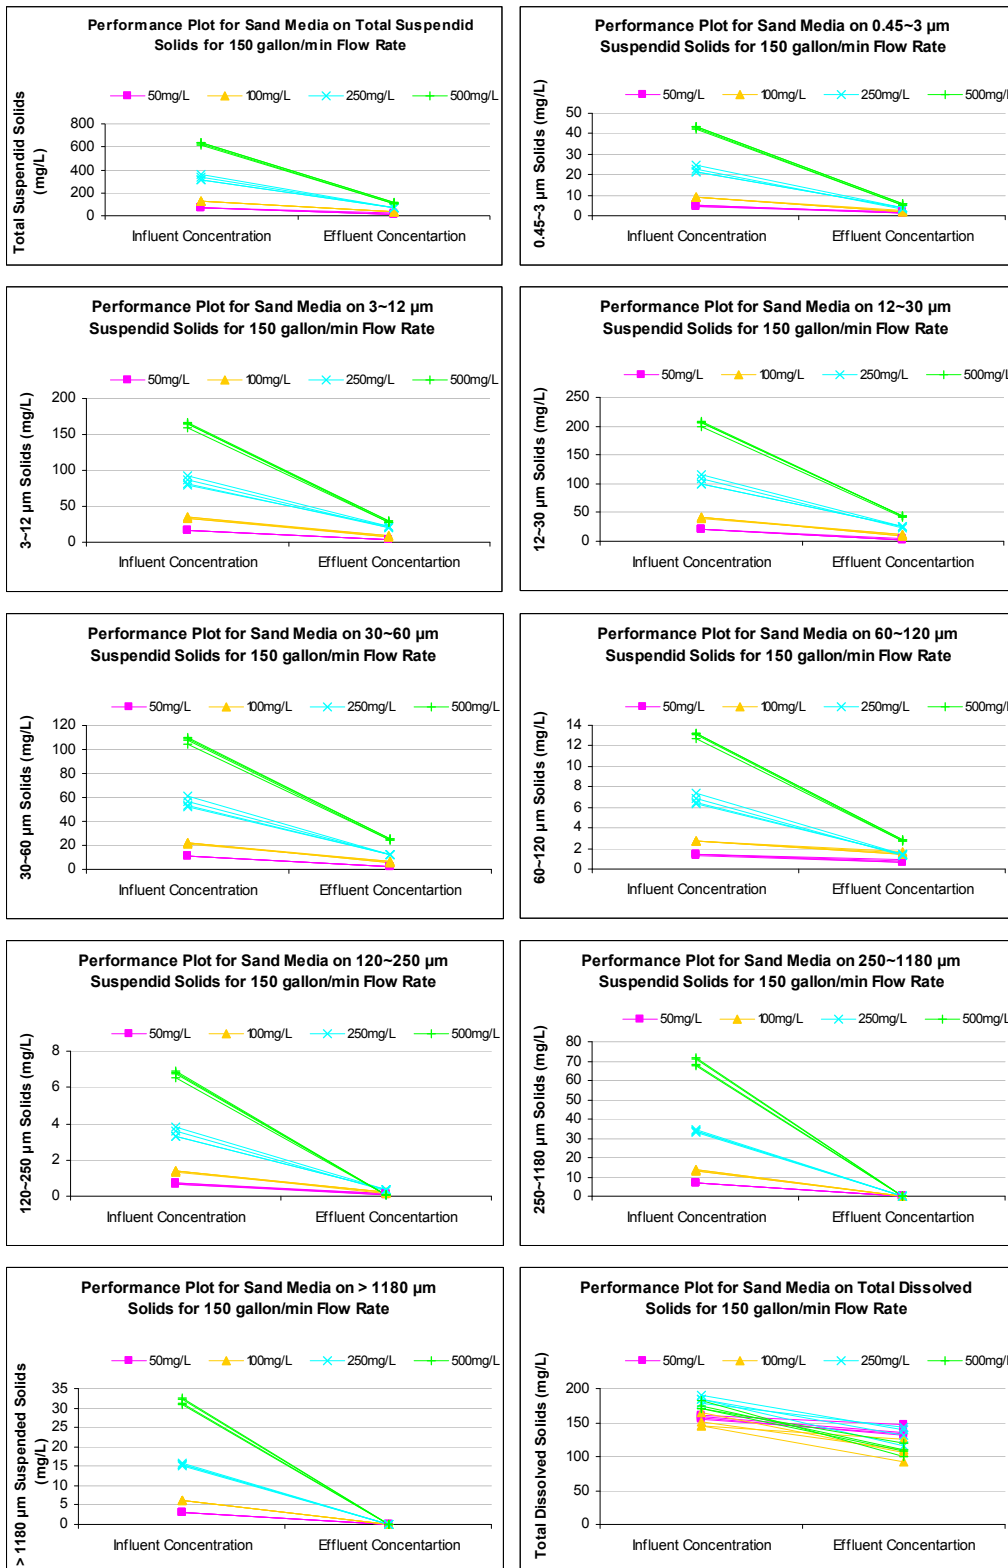 Performance Plot for Sand Media on Total Suspendid
Solids for 150 gallon/min Flow Rate
50mg/L 100mg/L 250mg/L 500mg/L
Total Suspendid Solids
(mg/L)
800
600
400
200
0
Influent Concentration Effluent Concentartion
Performance Plot for Sand Media on 0.45~3 µm
Suspendid Solids for 150 gallon/min Flow Rate
50mg/L 100mg/L 250mg/L 500mg/L
0.45~3 µm Solids (mg/L)
50
40
30
20
10
0
Influent Concentration Effluent Concentartion
Performance Plot for Sand Media on 3~12 µm
Suspendid Solids for 150 gallon/min Flow Rate
50mg/L 100mg/L 250mg/L 500mg/L
3~12 µm Solids (mg/L)
200
150
100
50
0
Influent Concentration Effluent Concentartion
Performance Plot for Sand Media on 12~30 µm
Suspendid Solids for 150 gallon/min Flow Rate
50mg/L 100mg/L 250mg/L 500mg/L
12~30 µm Solids (mg/L)
250
200
150
100
50
0
Influent Concentration Effluent Concentartion
Performance Plot for Sand Media on 30~60 µm
Suspendid Solids for 150 gallon/min Flow Rate
50mg/L 100mg/L 250mg/L 500mg/L
30~60 µm Solids (mg/L)
120
100
80
60
40
20
0
Influent Concentration Effluent Concentartion
Performance Plot for Sand Media on 60~120 µm
Suspendid Solids for 150 gallon/min Flow Rate
50mg/L 100mg/L 250mg/L 500mg/L
60~120 µm Solids (mg/L)
14
12
10
8
6
4
2
0
Influent Concentration Effluent Concentartion
Performance Plot for Sand Media on 120~250 µm
Suspendid Solids for 150 gallon/min Flow Rate
50mg/L 100mg/L 250mg/L 500mg/L
120~250 µm Solids (mg/L)
8
6
4
2
0
Influent Concentration Effluent Concentartion
Performance Plot for Sand Media on 250~1180 µm
Suspendid Solids for 150 gallon/min Flow Rate
50mg/L 100mg/L 250mg/L 500mg/L
250~1180 µm Solids (mg/L)
80
70
60
50
40
30
20
10
0
Influent Concentration Effluent Concentartion
Performance Plot for Sand Media on > 1180 µm
Solids for 150 gallon/min Flow Rate
50mg/L 100mg/L 250mg/L 500mg/L
> 1180 µm Suspended Solids
(mg/L)
35
30
25
20
15
10
5
0
Influent Concentration Effluent Concentartion
Performance Plot for Sand Media on Total Dissolved
Solids for 150 gallon/min Flow Rate
50mg/L 100mg/L 250mg/L 500mg/L
Total Dissolved Solids (mg/L)
200
150
100
50
0
Influent Concentration Effluent Concentartion